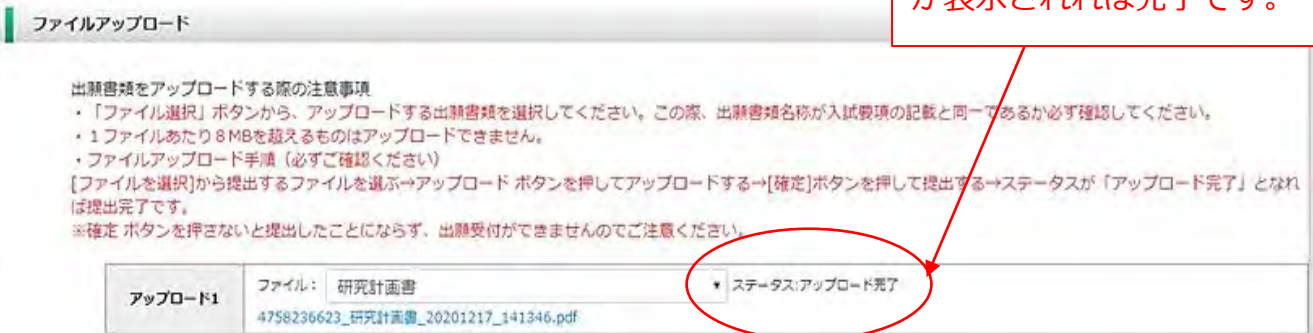 が表示されれば完了です。
ファイルアップロード
出願書類をアップロードする際の注意事項
・「ファイル選択」ボタンから、アップロードする出願書類を選択してください。この際、出願書類名称が入試要項の記載と同一であるか必ず確認してください。
・１ファイルあたり８MBを超えるものはアップロードできません。
・ファイルアップロード手順（必ずご確認ください）
[ファイルを選択]から提出するファイルを選ぶ→アップロード ボタンを押してアップロードする→[確定]ボタンを押して提出する→ステータスが「アップロード完了」となれ
ば提出完了です。
※確定 ボタンを押さないと提出したことにならず、出願受付ができませんのでご注意ください。
アップロード1
ファイル： 研究計画書 ステータス:アップロード完了
4758236623_研究計画書_20201217_141346.pdf